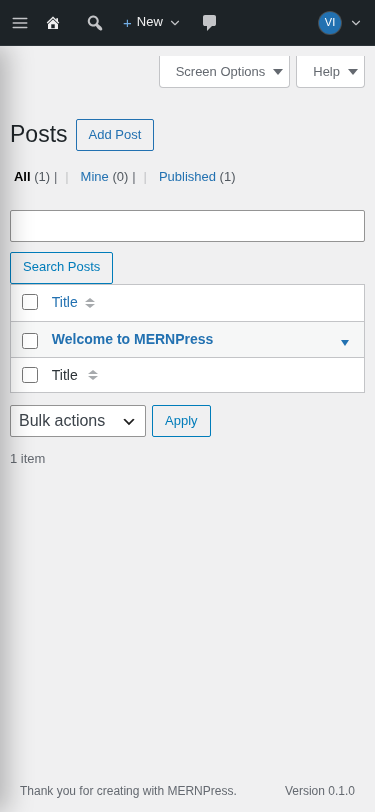 + New VI
Screen Options Help
Posts Add Post
All (1) | | Mine (0) | | Published (1)
Search Posts
Title
Welcome to MERNPress
Title
Bulk actions Apply
1 item
Thank you for creating with MERNPress. Version 0.1.0